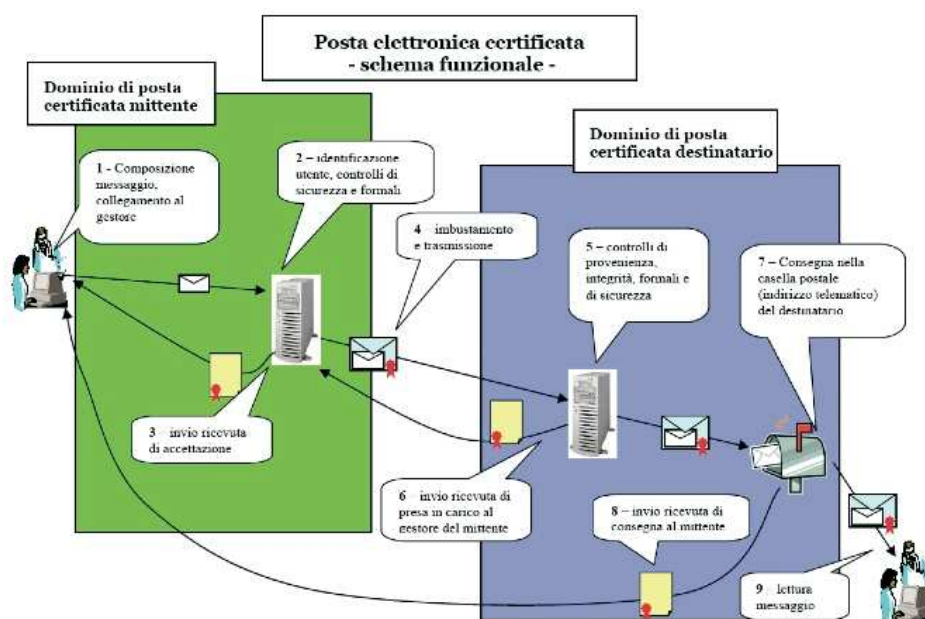 Posta elettronica certificata
- schema funzionale -
Dominio di posta
certificata mittente
Dominio di posta
certificata destinatario
1 - Composizione
messaggio,
collegamento al
gestore
2 – identificazione
utente, controlli di
sicurezza e formali
3 – invio ricevuta
di accettazione
4 – imbustamento
e trasmissione
5 – controlli di
provenienza,
integrità, formali e
di sicurezza
6 – invio ricevuta di
presa in carico al
gestore del mittente
7 – Consegna nella
casella postale
(indirizzo telematico)
del destinatario
8 – invio ricevuta di
consegna al mittente
9 – lettura
messaggio